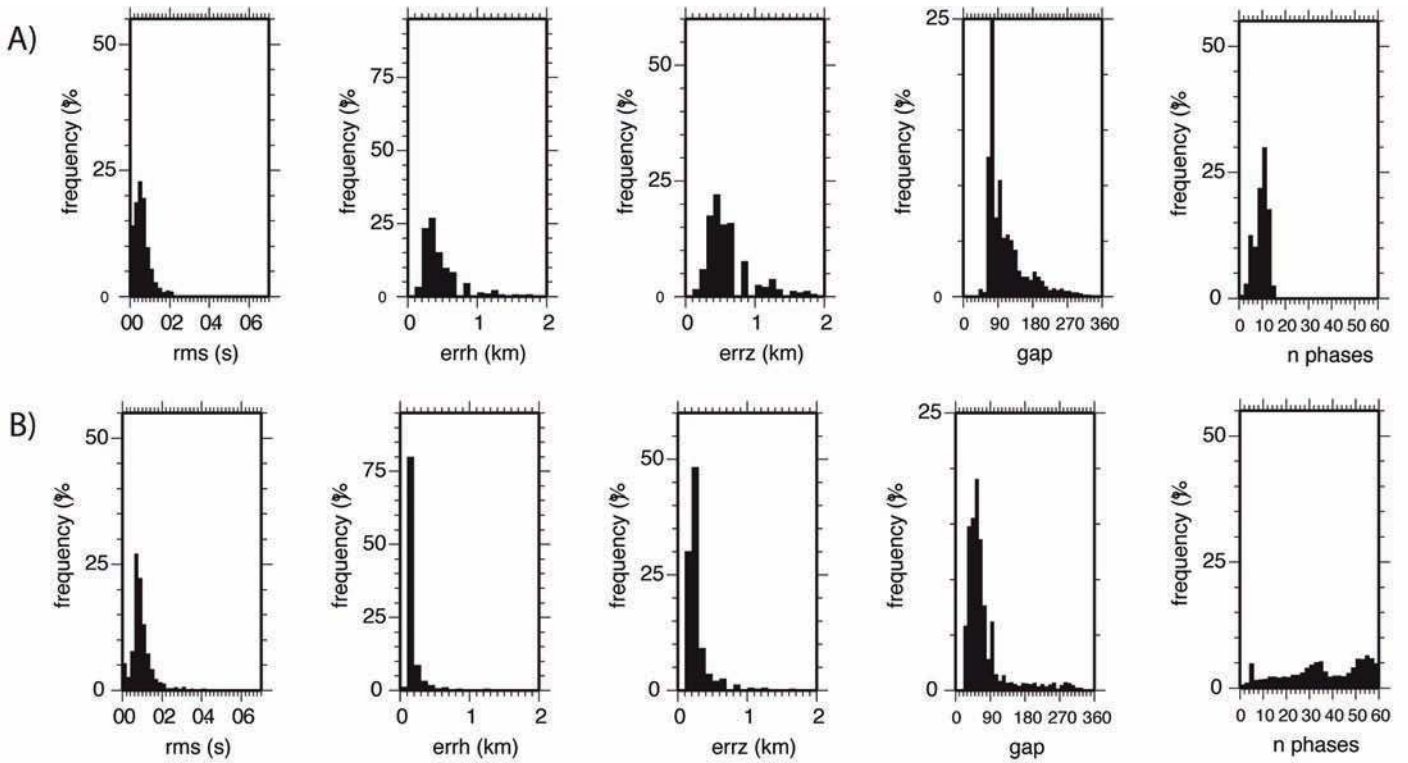 A)
50
25
0
frequency (%
00 02 04 06
rms (s)
75
50
25
0
frequency (%
0 1 2
errh (km)
50
25
0
frequency (%
0 1 2
errz (km)
25
0
frequency (%
0 90 180 270 360
gap
50
25
0
frequency (%
0 10 20 30 40 50 60
n phases
B)
50
25
0
frequency (%
00 02 04 06
rms (s)
75
50
25
0
frequency (%
0 1 2
errh (km)
50
25
0
frequency (%
0 1 2
errz (km)
25
0
frequency (%
0 90 180 270 360
gap
50
25
0
frequency (%
0 10 20 30 40 50 60
n phases